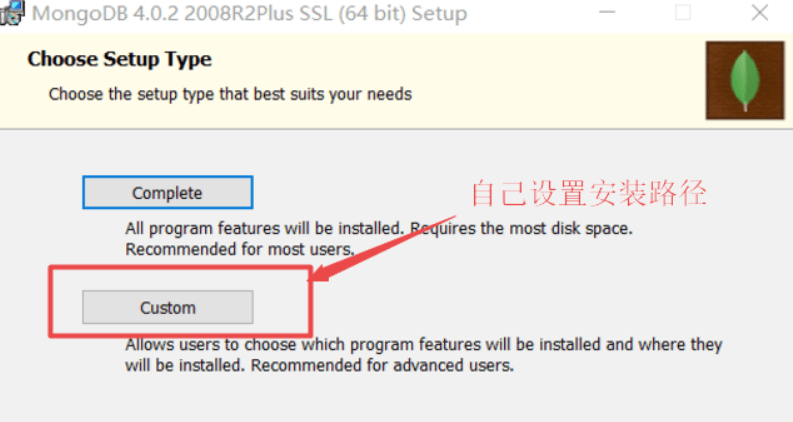 MongoDB 4.0.2 2008R2Plus SSL (64 bit) Setup
Choose Setup Type
Choose the setup type that best suits your needs
Complete
自己设置安装路径
All program features will be installed. Requires the most disk space.
Recommended for most users.
Custom
Allows users to choose which program features will be installed and where they
will be installed. Recommended for advanced users.